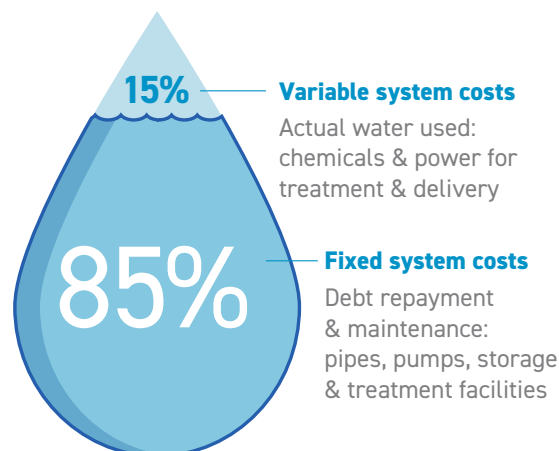 15%
Variable system costs
Actual water used:
chemicals & power for
treatment & delivery
85%
Fixed system costs
Debt repayment
& maintenance:
pipes, pumps, storage
& treatment facilities